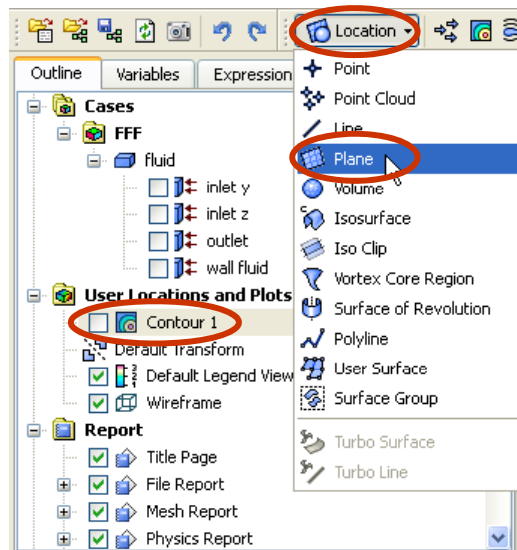 Location
Outline
Variables
Expression
Cases
FFF
fluid
inlet y
inlet z
outlet
wall fluid
User Locations and Plots
Contour 1
Default Transform
Default Legend View
Wireframe
Report
Title Page
File Report
Mesh Report
Physics Report
Point
Point Cloud
Line
Plane
Volume
Isosurface
Iso Clip
Vortex Core Region
Surface of Revolution
Polyline
User Surface
Surface Group
Turbo Surface
Turbo Line